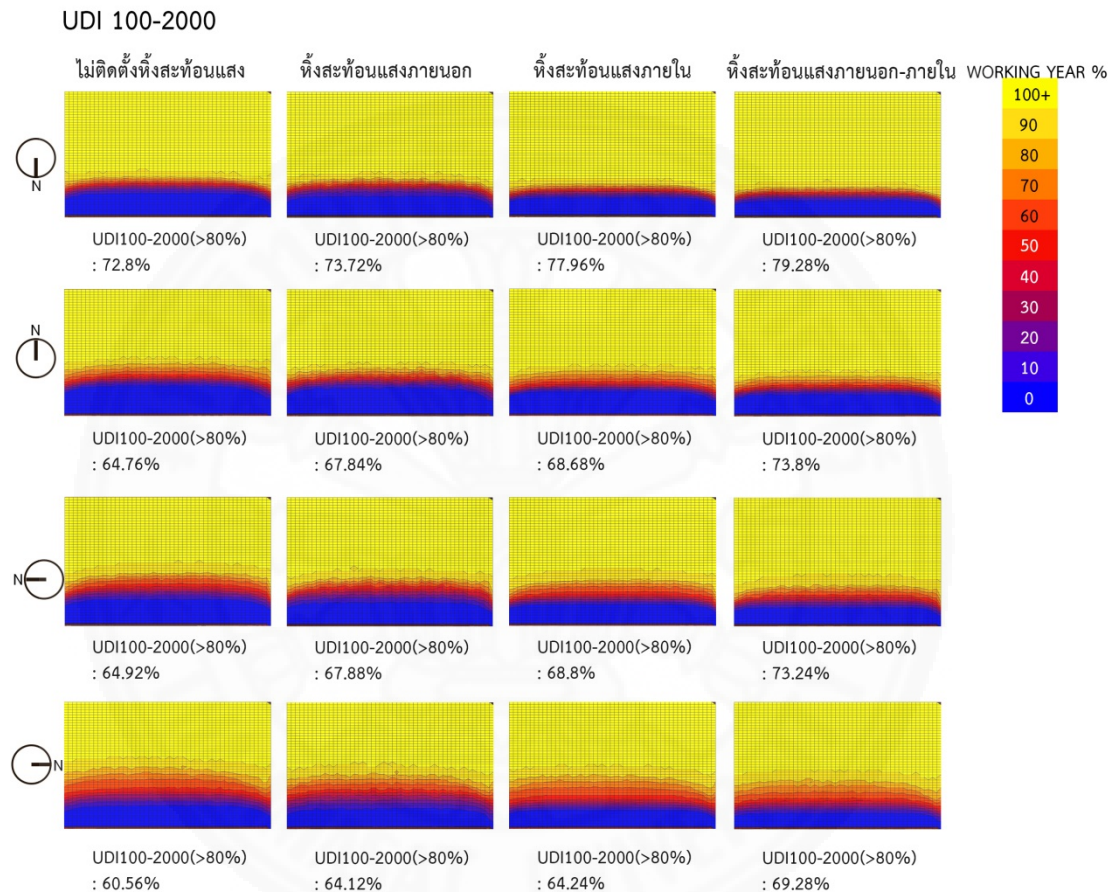 UDI 100-2000
ไม่ติดตั้งหิ้งสะท้อนแสง หิ้งสะท้อนแสงภายนอก หิ้งสะท้อนแสงภายใน หิ้งสะท้อนแสงภายนอก-ภายใน WORKING YEAR %
100+
90
80
70
60
50
40
30
20
10
0
N
UDI100-2000(>80%) UDI100-2000(>80%) UDI100-2000(>80%) UDI100-2000(>80%)
: 72.8% : 73.72% : 77.96% : 79.28%
N
UDI100-2000(>80%) UDI100-2000(>80%) UDI100-2000(>80%) UDI100-2000(>80%)
: 64.76% : 67.84% : 68.68% : 73.8%
N
UDI100-2000(>80%) UDI100-2000(>80%) UDI100-2000(>80%) UDI100-2000(>80%)
: 64.92% : 67.88% : 68.8% : 73.24%
N
UDI100-2000(>80%) UDI100-2000(>80%) UDI100-2000(>80%) UDI100-2000(>80%)
: 60.56% : 64.12% : 64.24% : 69.28%